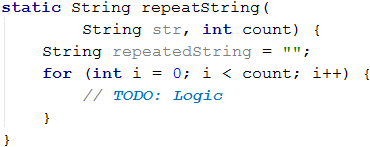 static String repeatString(
        String str, int count) {
    String repeatedString = "";
    for (int i = 0; i < count; i++) {
        // TODO: Logic
    }
}